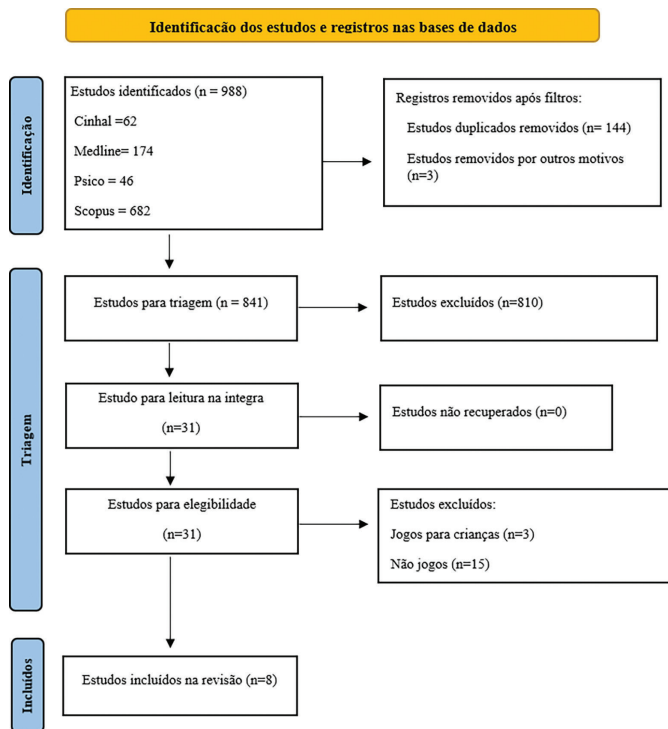 Identificacão dos estudos e registros nas bases de dados
Identificação
Estudos identificados (n = 988)
Cinhal =62
Medline= 174
Psico = 46
Scopus = 682
Registros removidos após filtros:
Estudos duplicados removidos (n= 144)
Estudos removidos por outros motivos
(n=3)
Triagem
Estudos para triagem (n = 841)
Estudos excluídos (n=810)
Estudo para leitura na integra
(n=31)
Estudos não recuperados (n=0)
Estudos para elegibilidade
(n=31)
Estudos excluídos:
Jogos para crianças (n=3)
Não jogos (n=15)
Incluídos
Estudos incluídos na revisão (n=8)